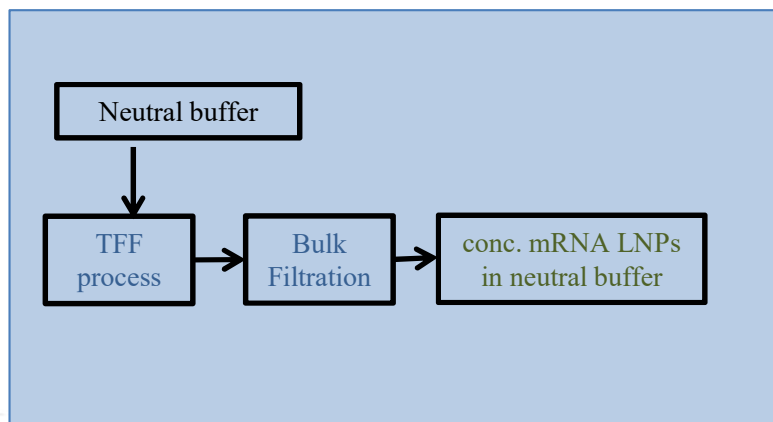 Neutral buffer
TFF
process
Bulk
Filtration
conc. mRNA LNPs
in neutral buffer